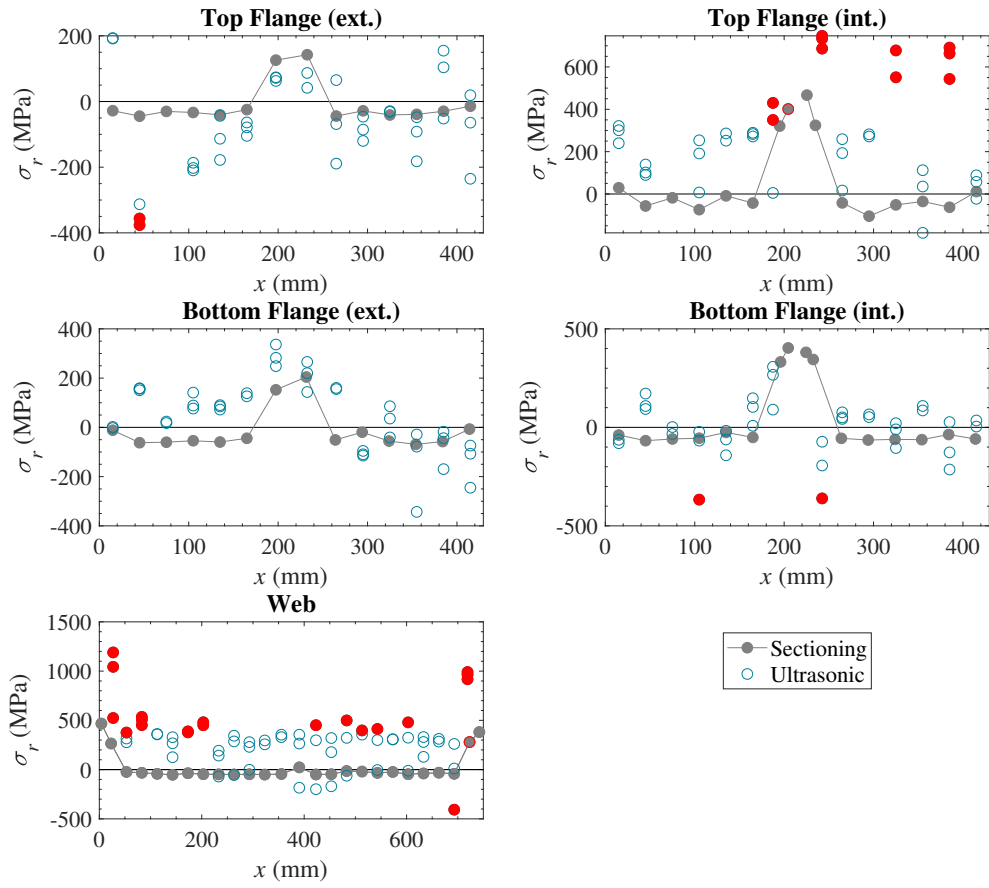 Top Flange (ext.)
200
0
-200
-400
σr (MPa)
0 100 200 300 400
x (mm)
Top Flange (int.)
600
400
200
0
σr (MPa)
0 100 200 300 400
x (mm)
Bottom Flange (ext.)
400
200
0
-200
-400
σr (MPa)
0 100 200 300 400
x (mm)
Bottom Flange (int.)
500
0
-500
σr (MPa)
0 100 200 300 400
x (mm)
Web
1500
1000
500
0
-500
σr (MPa)
0 200 400 600
x (mm)
Sectioning
Ultrasonic